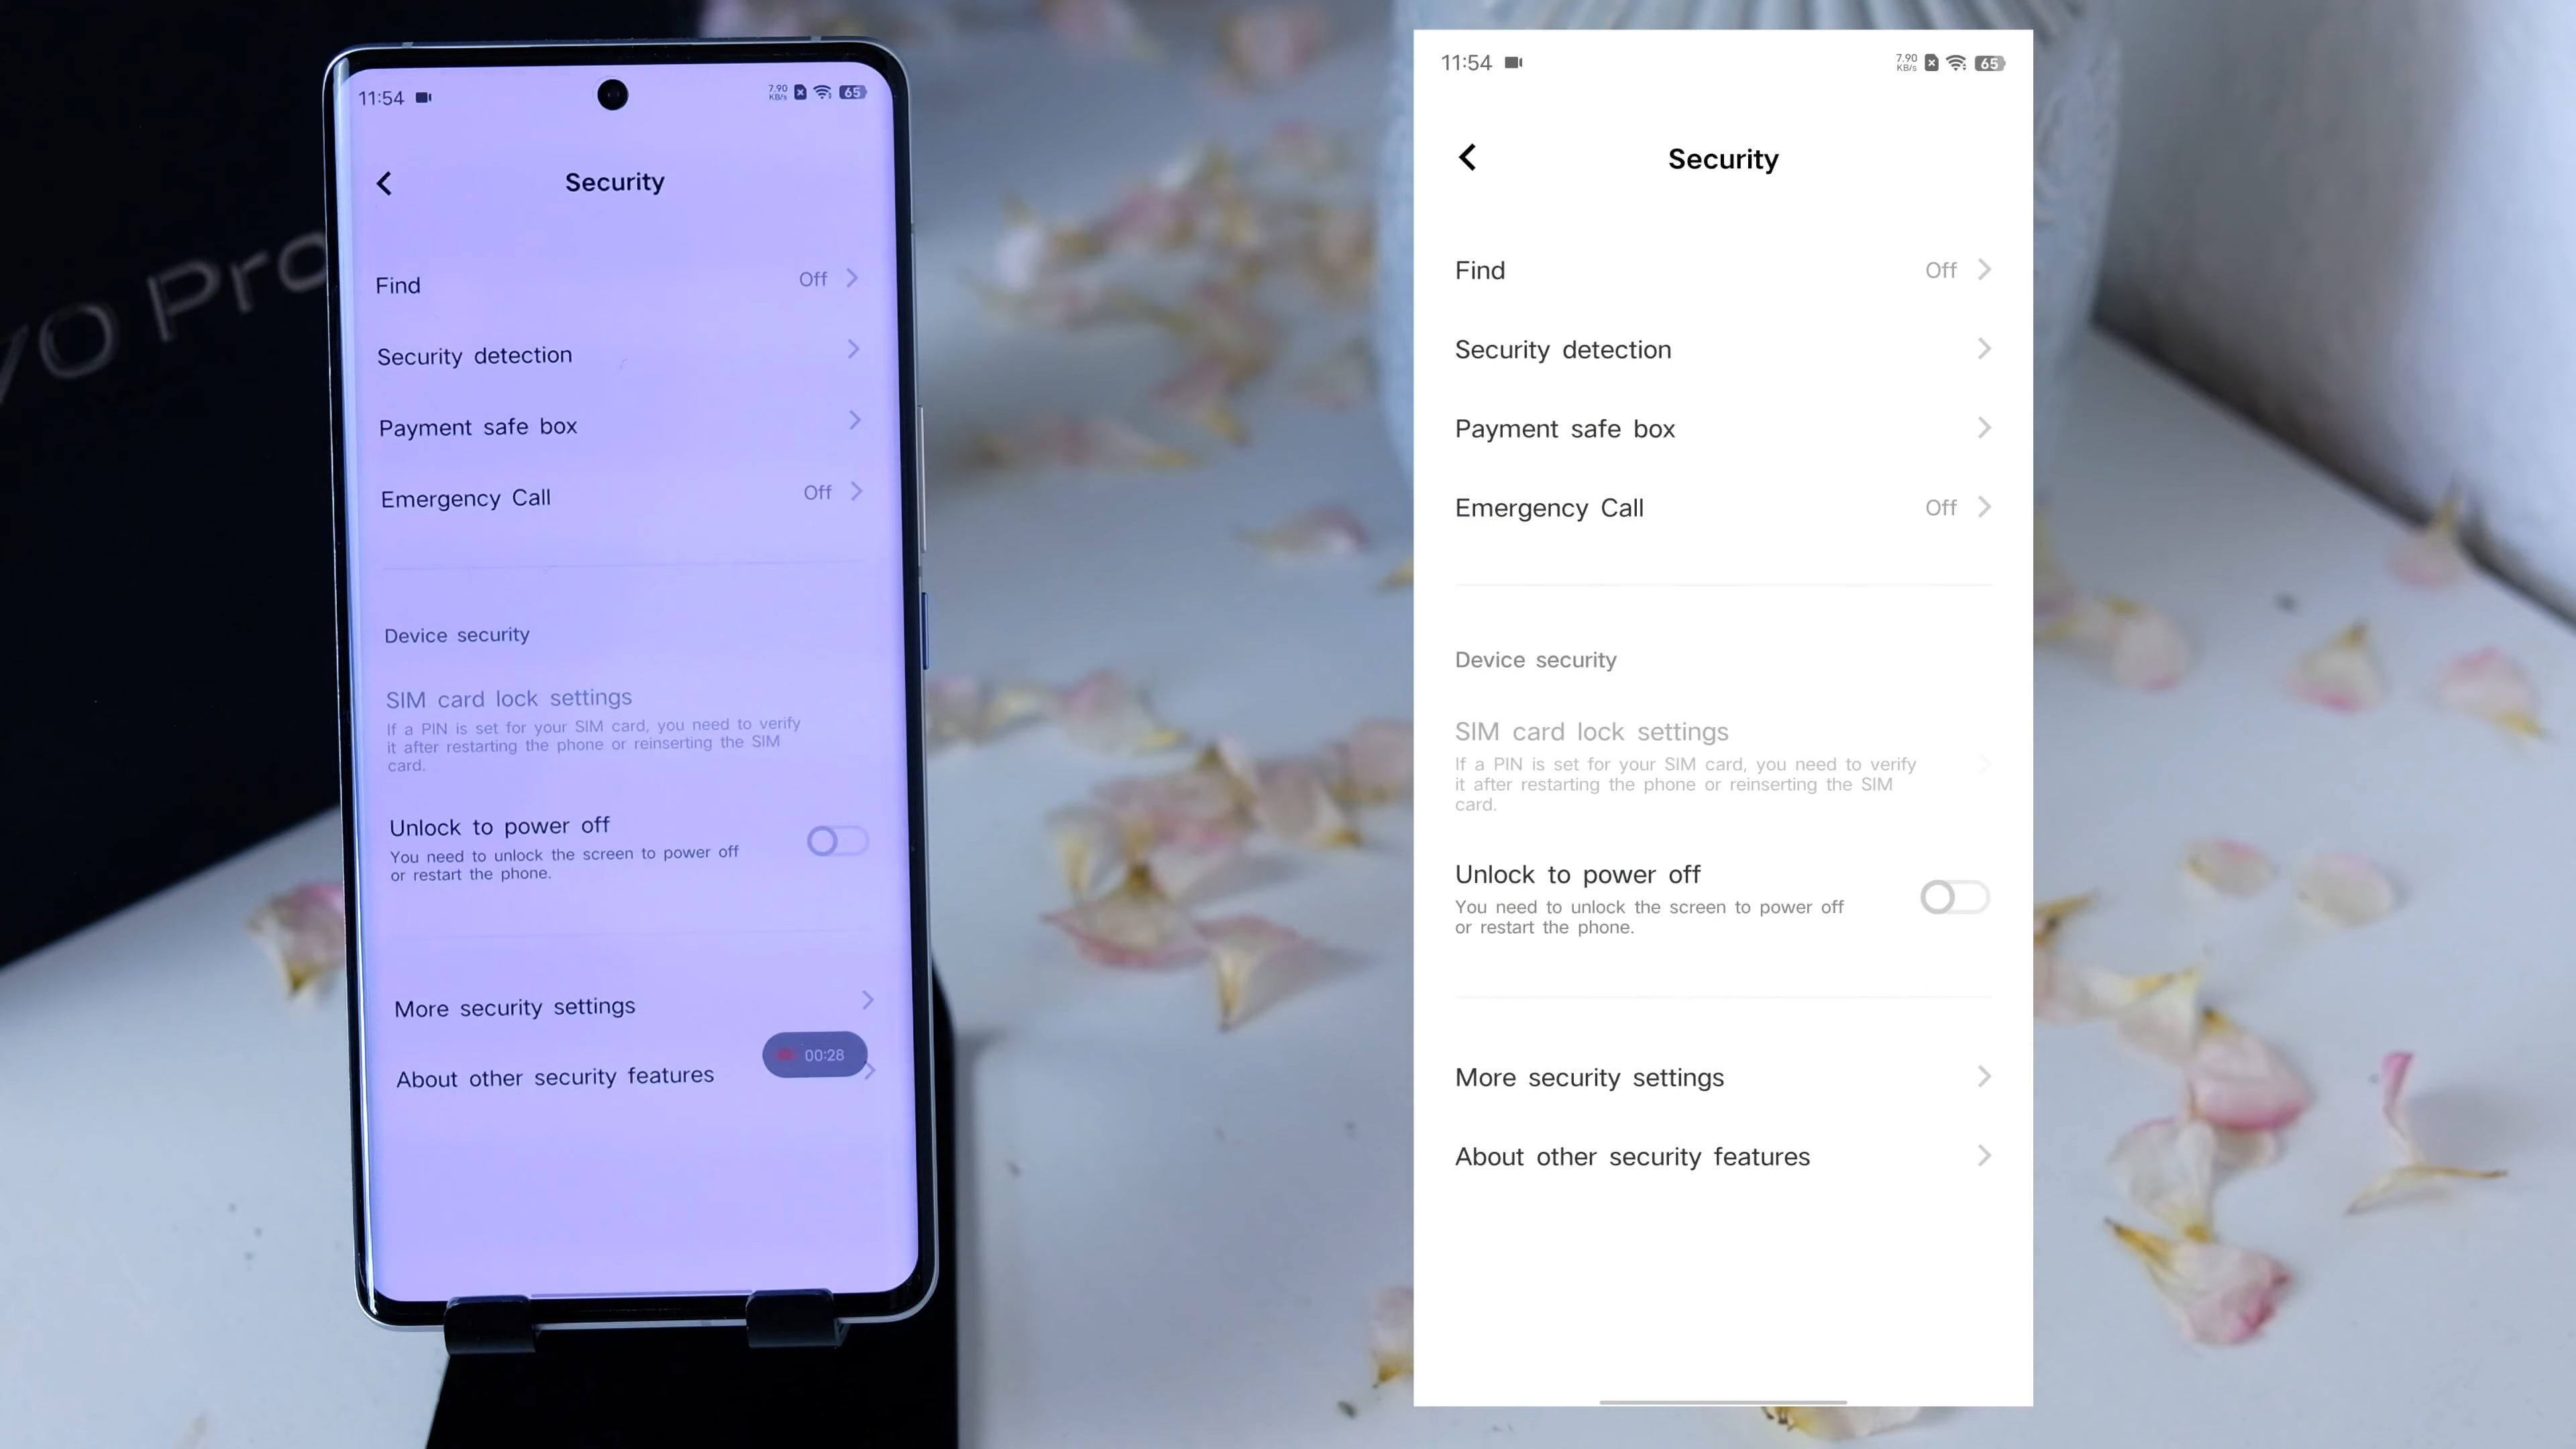 Pro
11:54
7.90
KB/s
65
Security
Find
Off
Security detection
Payment safe box
Emergency Call
Off
Device security
SIM card lock settings
If a PIN is set for your SIM card, you need to verify
it after restarting the phone or reinserting the SIM
card.
Unlock to power off
You need to unlock the screen to power off
or restart the phone.
More security settings
00:28
About other security features
11:54
7.90
KB/s
65
Security
Find
Off
Security detection
Payment safe box
Emergency Call
Off
Device security
SIM card lock settings
If a PIN is set for your SIM card, you need to verify
it after restarting the phone or reinserting the SIM
card.
Unlock to power off
You need to unlock the screen to power off
or restart the phone.
More security settings
About other security features